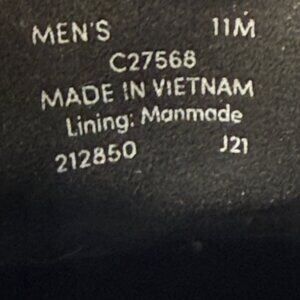 MEN'S 11M
C27568
MADE IN VIETNAM
Lining: Manmade
212850 J21